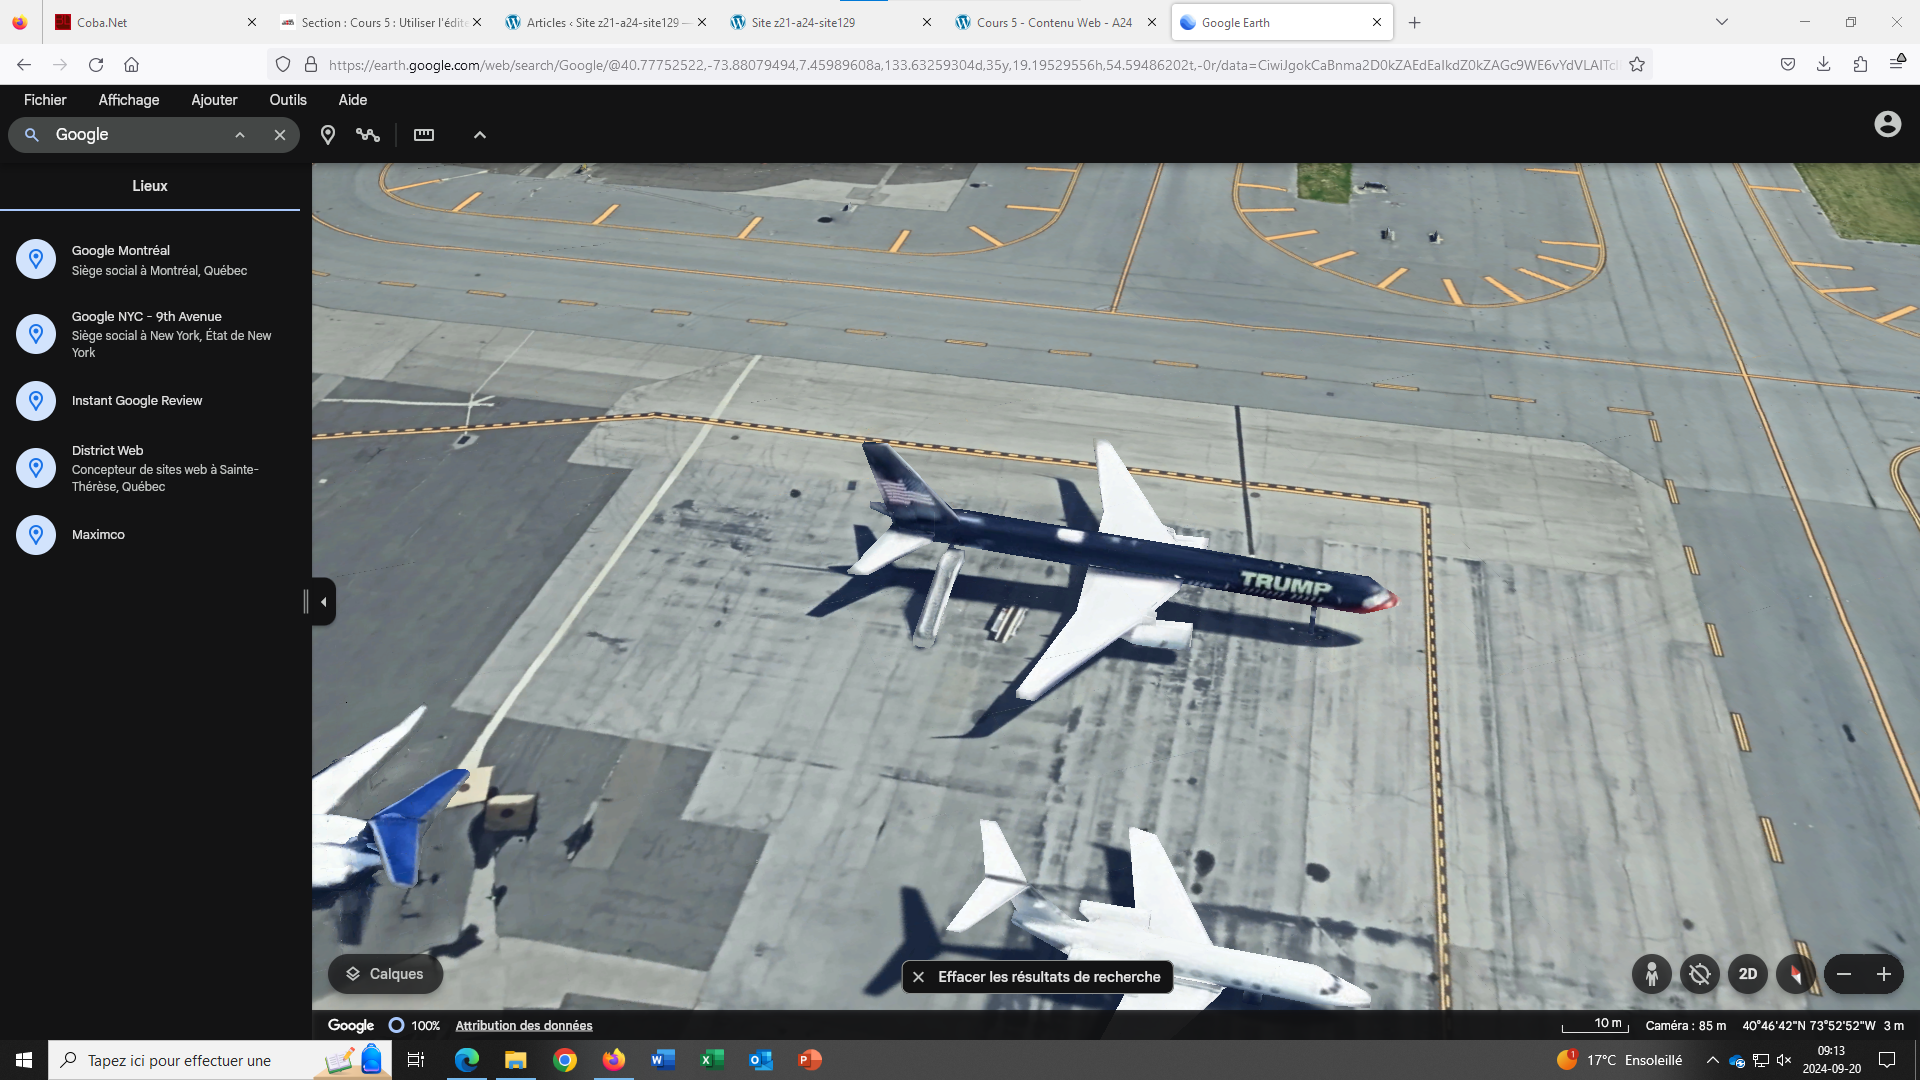 Coba.Net
Section : Cours 5 : Utiliser l'édite
Articles ‹ Site z21-a24-site129 —
Site z21-a24-site129
Cours 5 - Contenu Web - A24
Google Earth
https://earth.google.com/web/search/Google/@40.77752522,-73.88079494,7.45989608a,133.63259304d,35y,19.19529556h,54.59486202t,-0r/data=CiwiJgokCaBnma2D0kZAEdEaIkdZ0kZAGc9WE6vYdVLAITc
Fichier
Affichage
Ajouter
Outils
Aide
Google
Lieux
Google Montréal
Siège social à Montréal, Québec
Google NYC - 9th Avenue
Siège social à New York, État de New
York
Instant Google Review
District Web
Concepteur de sites web à Sainte-
Thérèse, Québec
Maximco
TRUMP
Calques
Effacer les résultats de recherche
2D
Google
100%
Attribution des données
10 m
Caméra : 85 m
40°46'42"N 73°52'52"W
3 m
Tapez ici pour effectuer une
1
17°C Ensoleillé
09:13
2024-09-20